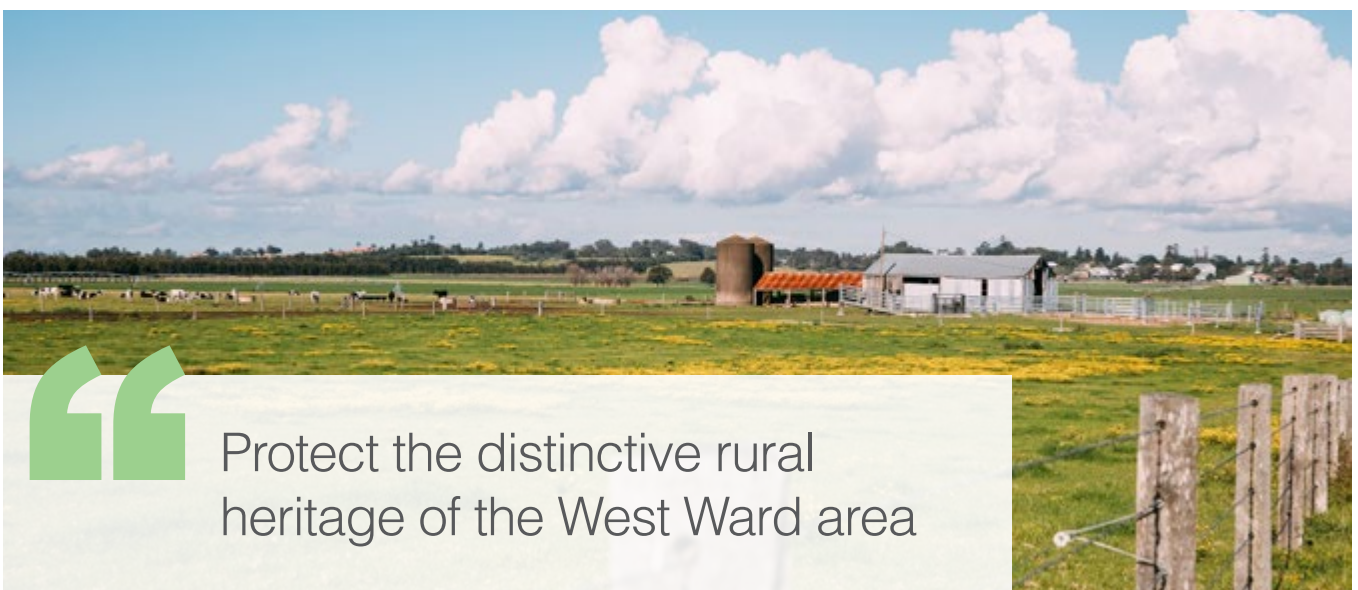 “
Protect the distinctive rural
heritage of the West Ward area